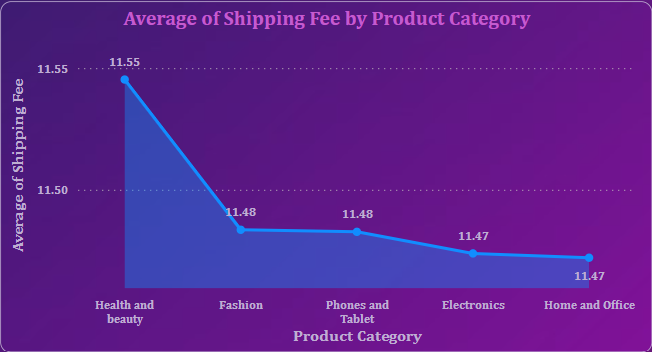 Average of Shipping Fee by Product Category
Average of Shipping Fee
11.55
11.50
11.55
11.48
11.48
11.47
11.47
Health and
beauty
Fashion
Phones and
Tablet
Electronics
Home and Office
Product Category